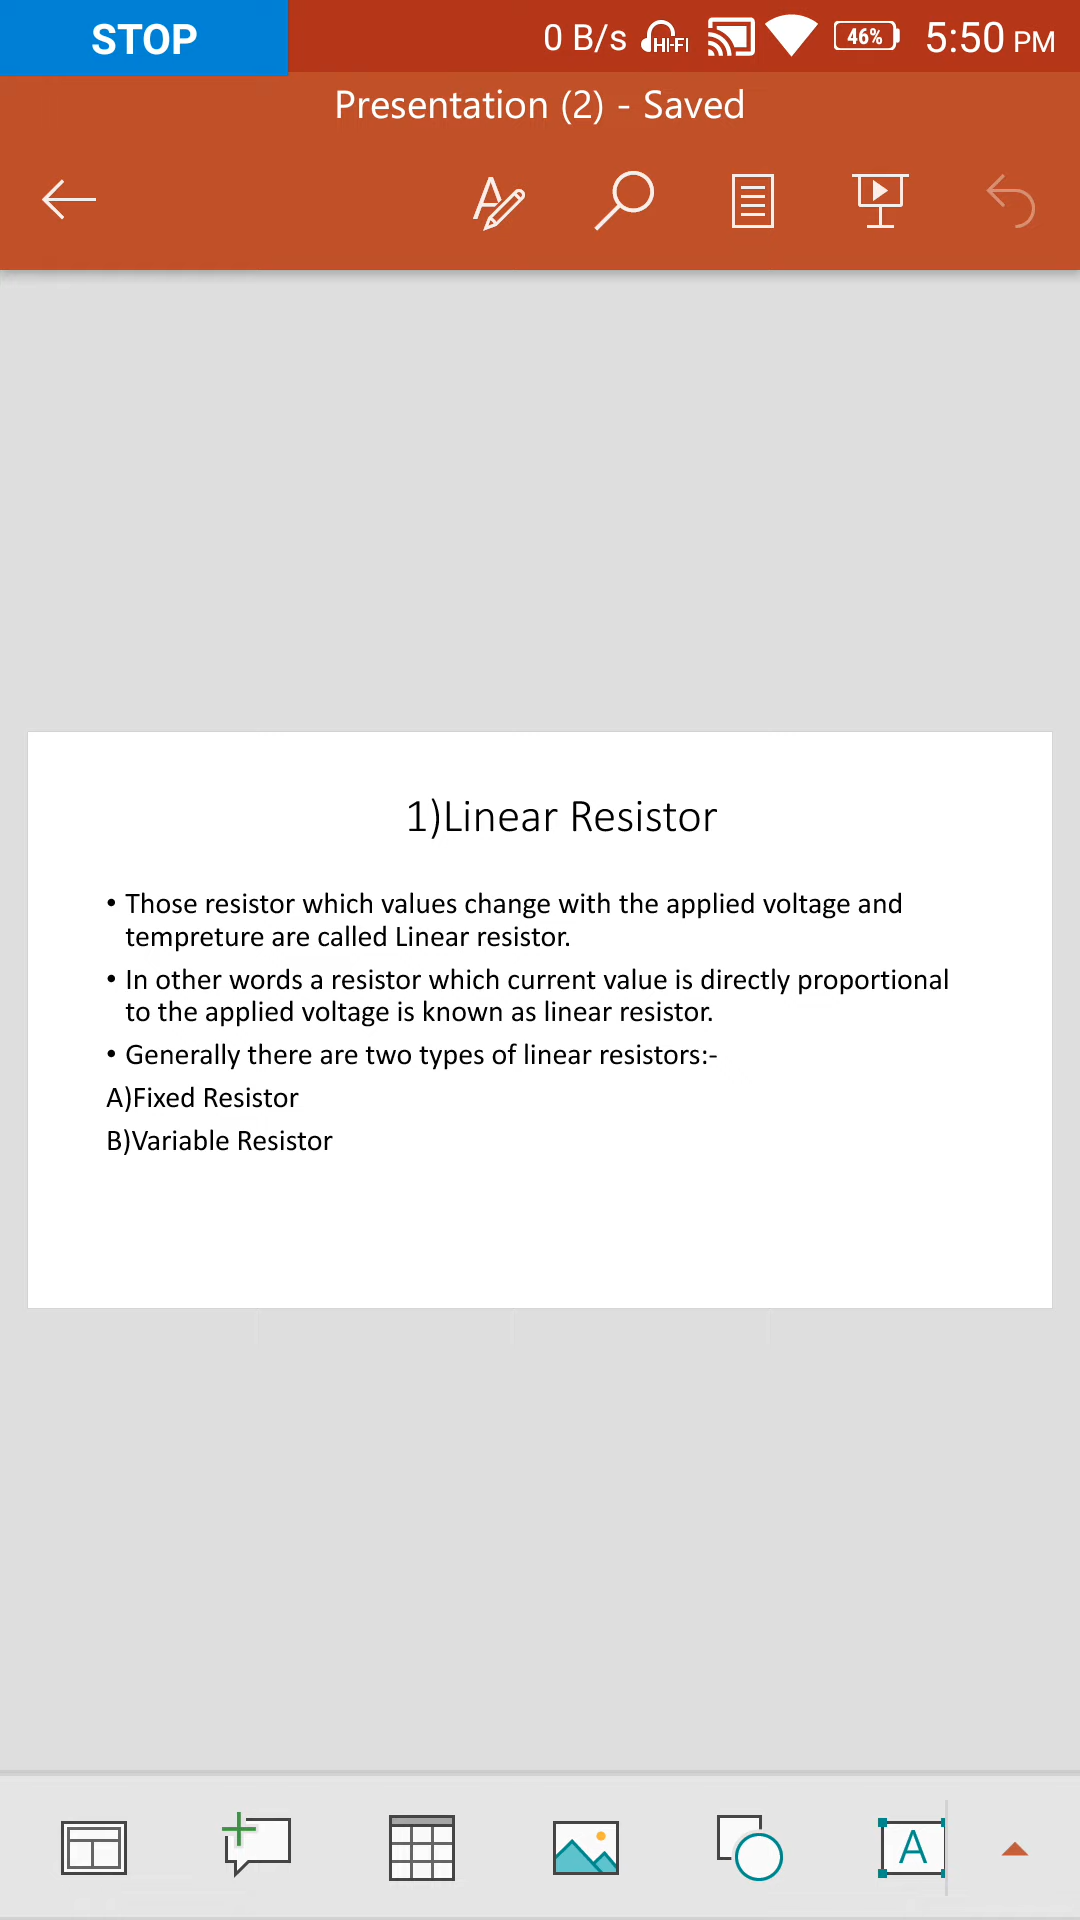 STOP
0 B/s HI-FI 46% 5:50 PM
Presentation (2) - Saved
1)Linear Resistor
• Those resistor which values change with the applied voltage and
tempreture are called Linear resistor.
• In other words a resistor which current value is directly proportional
to the applied voltage is known as linear resistor.
• Generally there are two types of linear resistors:-
A)Fixed Resistor
B)Variable Resistor
A